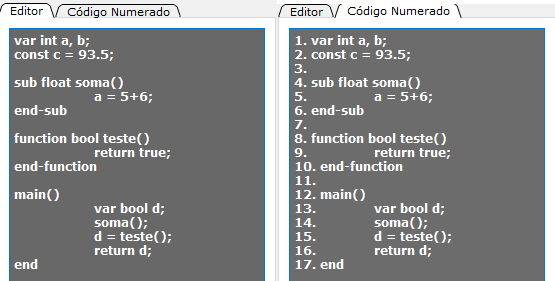 Editor
Código Numerado
var int a, b;
const c = 93.5;
sub float soma()
a = 5+6;
end-sub
function bool teste()
return true;
end-function
main()
var bool d;
soma();
d = teste();
return d;
end
Editor
Código Numerado
1. var int a, b;
2. const c = 93.5;
3.
4. sub float soma()
5. a = 5+6;
6. end-sub
7.
8. function bool teste()
9. return true;
10. end-function
11.
12. main()
13. var bool d;
14. soma();
15. d = teste();
16. return d;
17. end